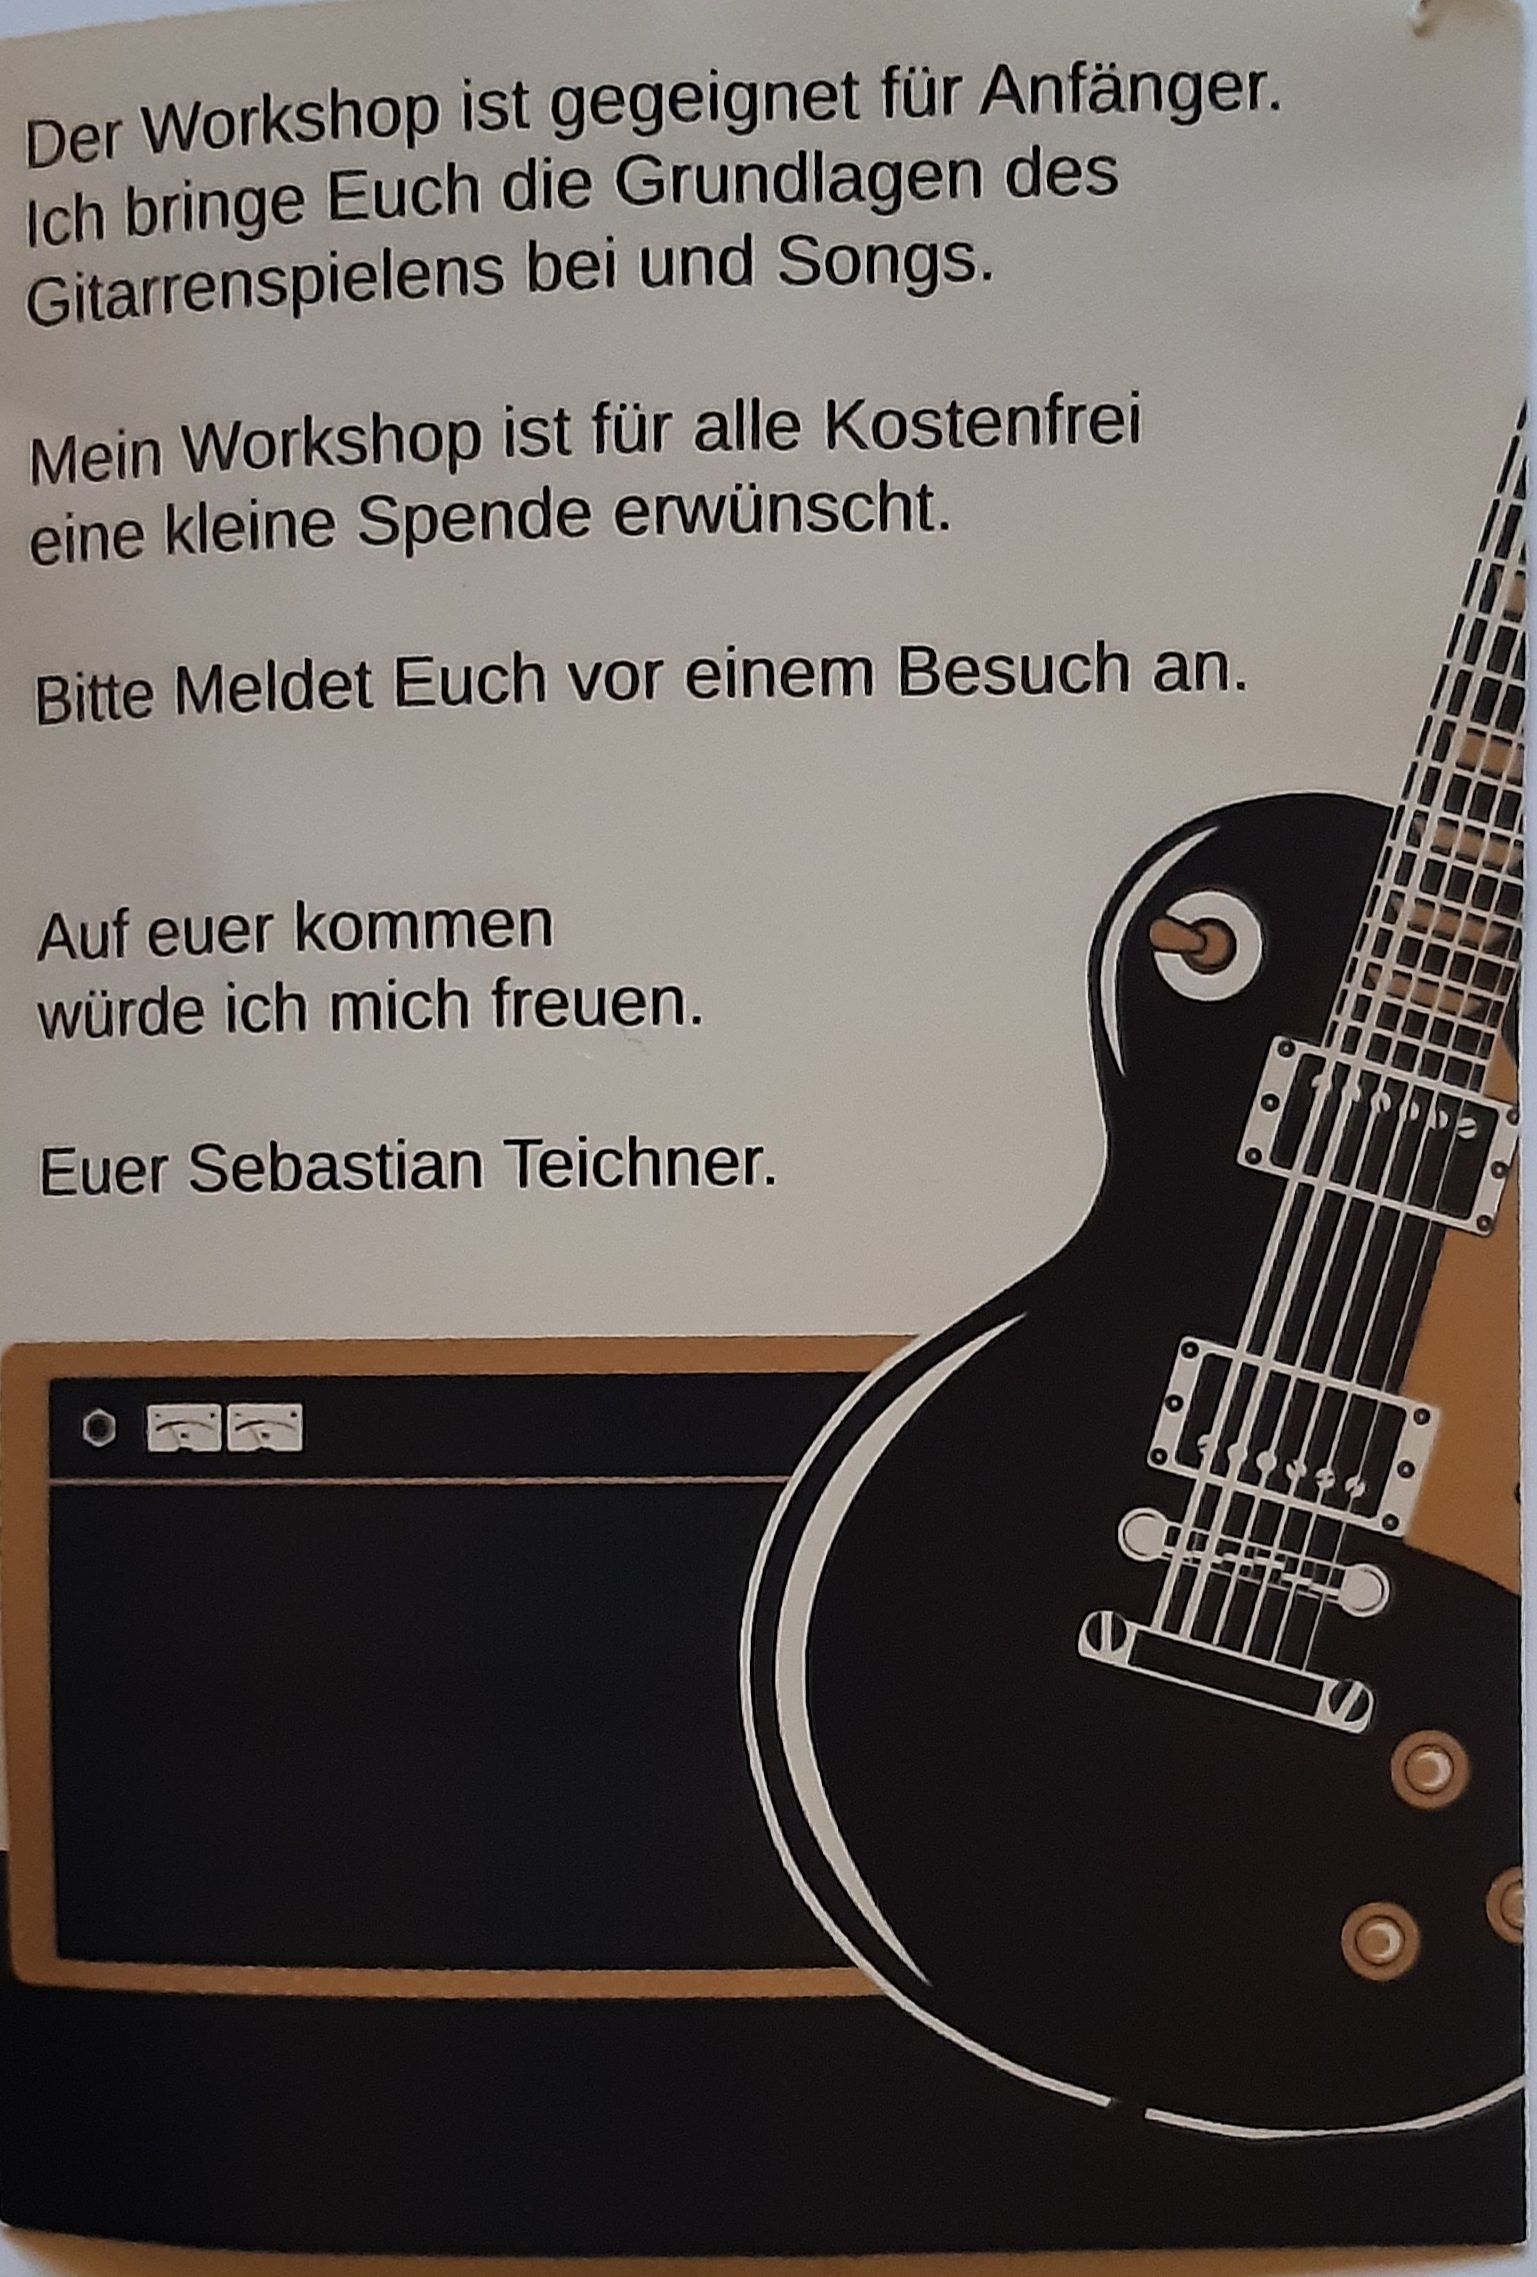 Der Workshop ist gegeignet für Anfänger.
Ich bringe Euch die Grundlagen des
Gitarrenspielens bei und Songs.
Mein Workshop ist für alle Kostenfrei
eine kleine Spende erwünscht.
Bitte Meldet Euch vor einem Besuch an.
Auf euer kommen
würde ich mich freuen.
Euer Sebastian Teichner.